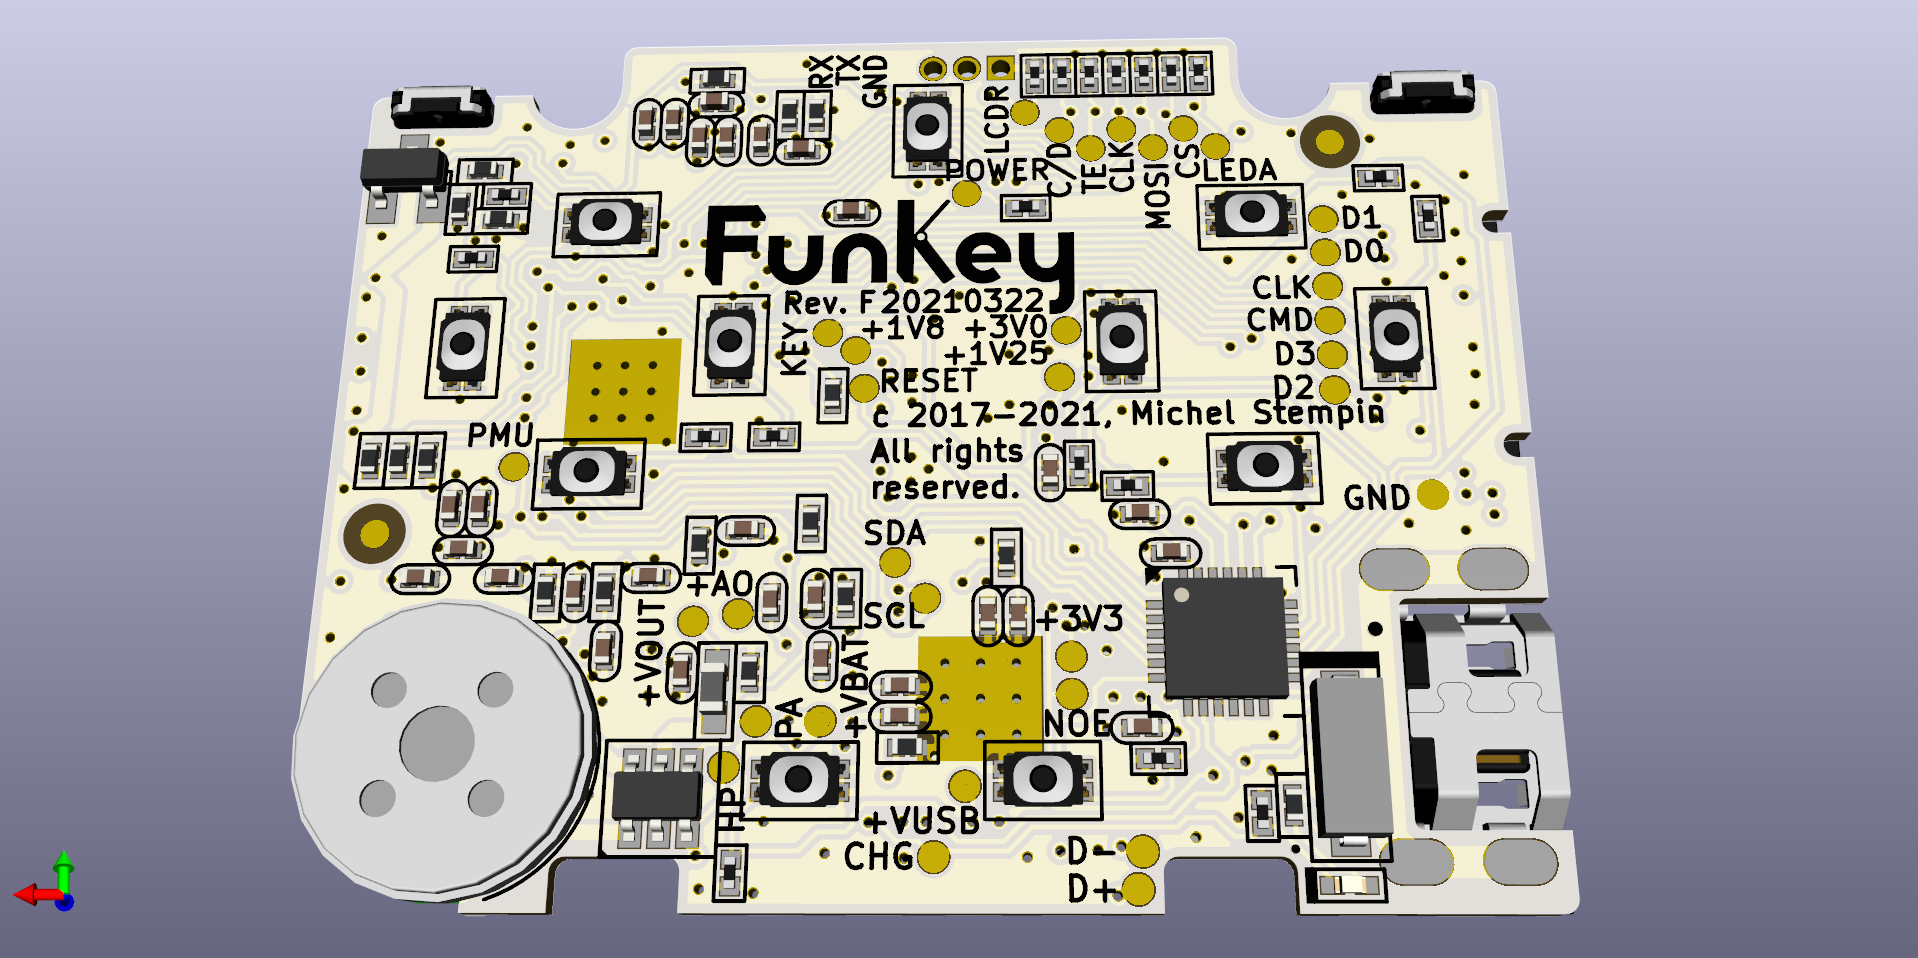 RX
TX
GND
LCDR
POWER
C/D
TE
CLK
MOSI
CS
LEDA
FunKey
D1
D0
CLK
CMD
D3
D2
Rev. F20210322
+1V8 +3V0
+1V25
KEY
RESET
c 2017-2021, Michel Stempin
All rights
reserved.
PMU
GND
SDA
SCL
+AO
+VOUT
+3V3
+VBAT
PA
NOE
HP
+VUSB
CHG
D-
D+